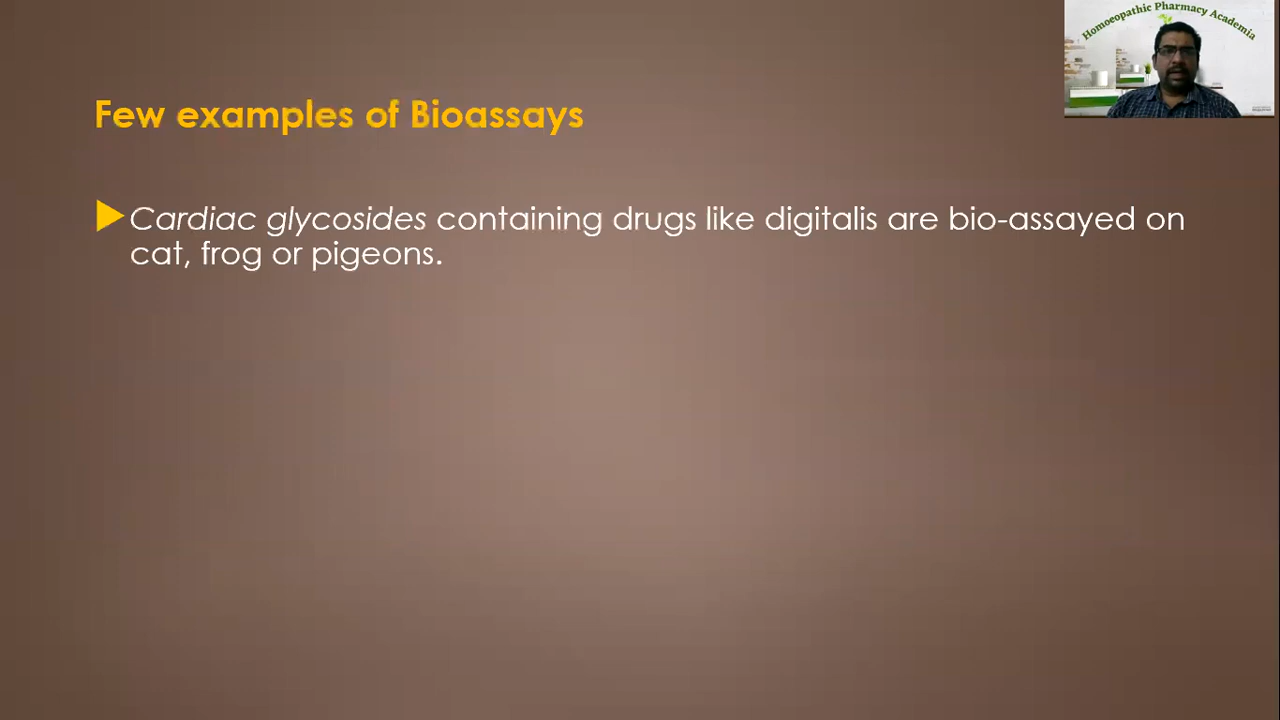 Homoeopathic Pharmacy Academia
Few examples of Bioassays
Cardiac glycosides containing drugs like digitalis are bio-assayed on
cat, frog or pigeons.